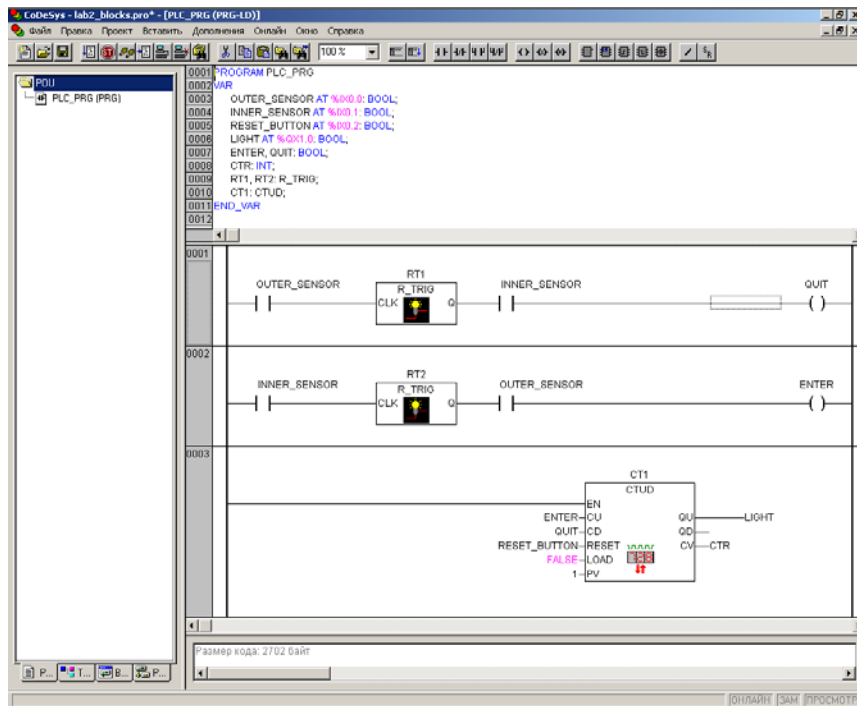 CoDeSys - lab2_blocks.pro* - [PLC_PRG (PRG-LD)]
Файл Правка Проект Вставить Дополнения Онлайн Окно Справка
100 %
POU
PLC_PRG (PRG)
0001 PROGRAM PLC_PRG
0002 VAR
0003 OUTER_SENSOR AT %IX0.0: BOOL;
0004 INNER_SENSOR AT %IX0.1: BOOL;
0005 RESET_BUTTON AT %IX0.2: BOOL;
0006 LIGHT AT %QX1.0: BOOL;
0007 ENTER, QUIT: BOOL;
0008 CTR: INT;
0009 RT1, RT2: R_TRIG;
0010 CT1: CTUD;
0011 END_VAR
0012
0001
RT1
OUTER_SENSOR R_TRIG INNER_SENSOR QUIT
CLK Q
0002
RT2
INNER_SENSOR R_TRIG OUTER_SENSOR ENTER
CLK Q
0003
CT1
CTUD
EN
ENTER CU QU LIGHT
QUIT CD QD
RESET_BUTTON RESET CV CTR
FALSE LOAD
1 PV
Размер кода: 2702 байт
P... T... B... P...
ОНЛАЙН ЗАМ ПРОСМОТР